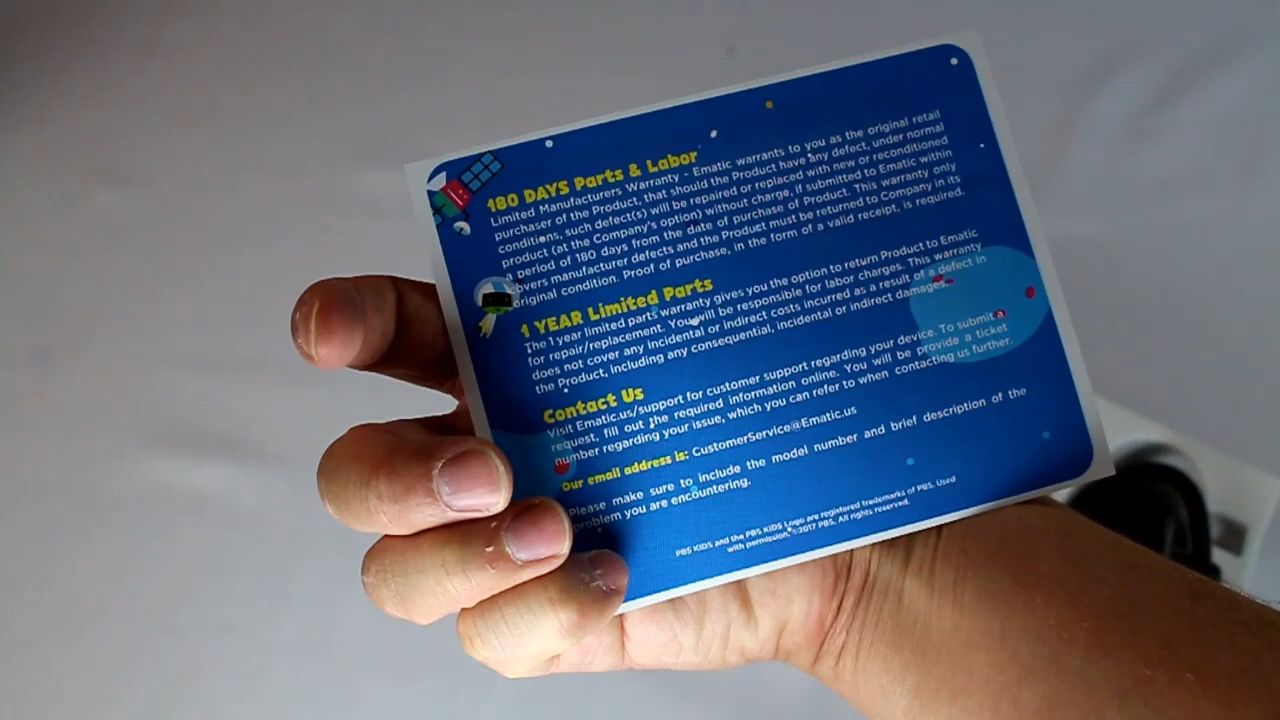 180 DAYS Parts & Labor
Limited Manufacturers Warranty - Ematic warrants to you as the original retail
purchaser of the Product, that should the Product have any defect, under normal
conditions, such defect(s) will be repaired or replaced with new or reconditioned
product (at the Company's option) without charge, if submitted to Ematic within
a period of 180 days from the date of purchase of Product. This warranty only
covers manufacturer defects and the Product must be returned to Company in its
original condition. Proof of purchase, in the form of a valid receipt, is required.
1 YEAR Limited Parts
The 1 year limited parts warranty gives you the option to return Product to Ematic
for repair/replacement. You will be responsible for labor charges. This warranty
does not cover any incidental or indirect costs incurred as a result of a defect in
the Product, including any consequential, incidental or indirect damages.
Contact Us
Visit Ematic.us/support for customer support regarding your device. To submit a
request, fill out the required information online. You will be provide a ticket
number regarding your issue, which you can refer to when contacting us further.
Our email address is: CustomerService@Ematic.us
Please make sure to include the model number and brief description of the
problem you are encountering.
PBS KIDS and the PBS KIDS Logo are registered trademarks of PBS. Used
with permission. ©2017 PBS. All rights reserved.